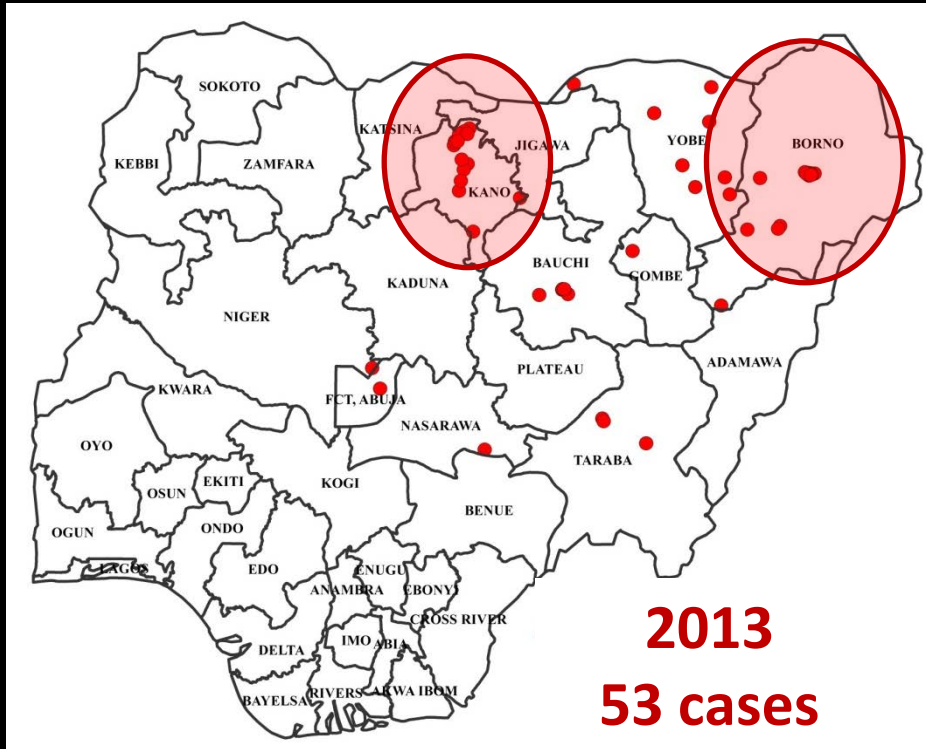 SOKOTO
KATSINA
KEBBI
ZAMFARA
JIGAWA
YOBE
BORNO
KANO
BAUCHI
GOMBE
KADUNA
NIGER
PLATEAU
ADAMAWA
KWARA
FCT, ABUJA
NASARAWA
OYO
TARABA
EKITI
KOGI
OSUN
BENUE
OGUN
ONDO
LAGOS
EDO
ENUGU
ANAMBRA
EBONYI
CROSS RIVER
DELTA
IMO
ABIA
BAYELSA
RIVERS
AKWA IBOM
2013
53 cases